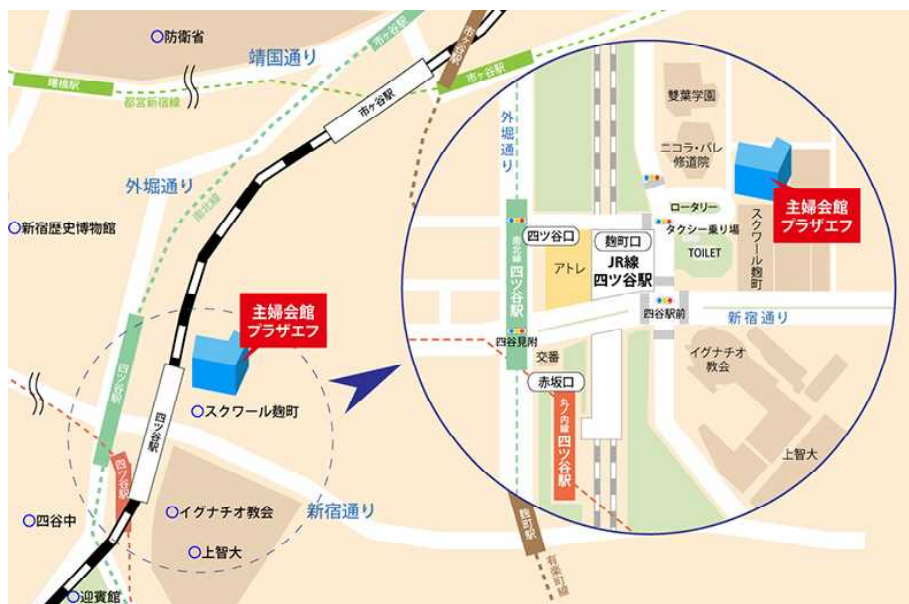 防衛省
靖国通り
市ヶ谷駅
市ヶ谷駅
曙橋駅
都営新宿線
市ヶ谷駅
市ヶ谷駅
外堀通り
南北線
新宿歴史博物館
主婦会館
プラザエフ
四ツ谷駅
スクワール麹町
四ツ谷駅
四ツ谷駅
四谷中
イグナチオ教会
新宿通り
上智大
迎賓館
外堀通り
雙葉学園
ニコラ・バレ
修道院
主婦会館
プラザエフ
ロータリー
タクシー乗り場
TOILET
スクワール麹町
四ツ谷口
麹町口
南北線 四ツ谷駅
アトレ
JR線
四ツ谷駅
四谷駅前
新宿通り
四谷見附
交番
イグナチオ
教会
赤坂口
丸ノ内線 四ツ谷駅
上智大
麹町駅
有楽町線